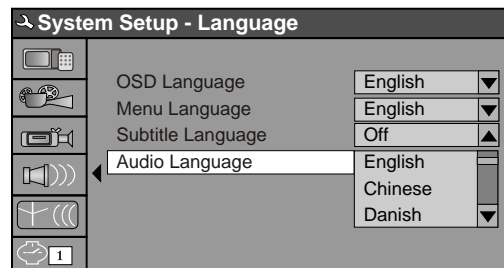 System Setup - Language
OSD Language English
Menu Language English
Subtitle Language Off
Audio Language English
Chinese
Danish
1